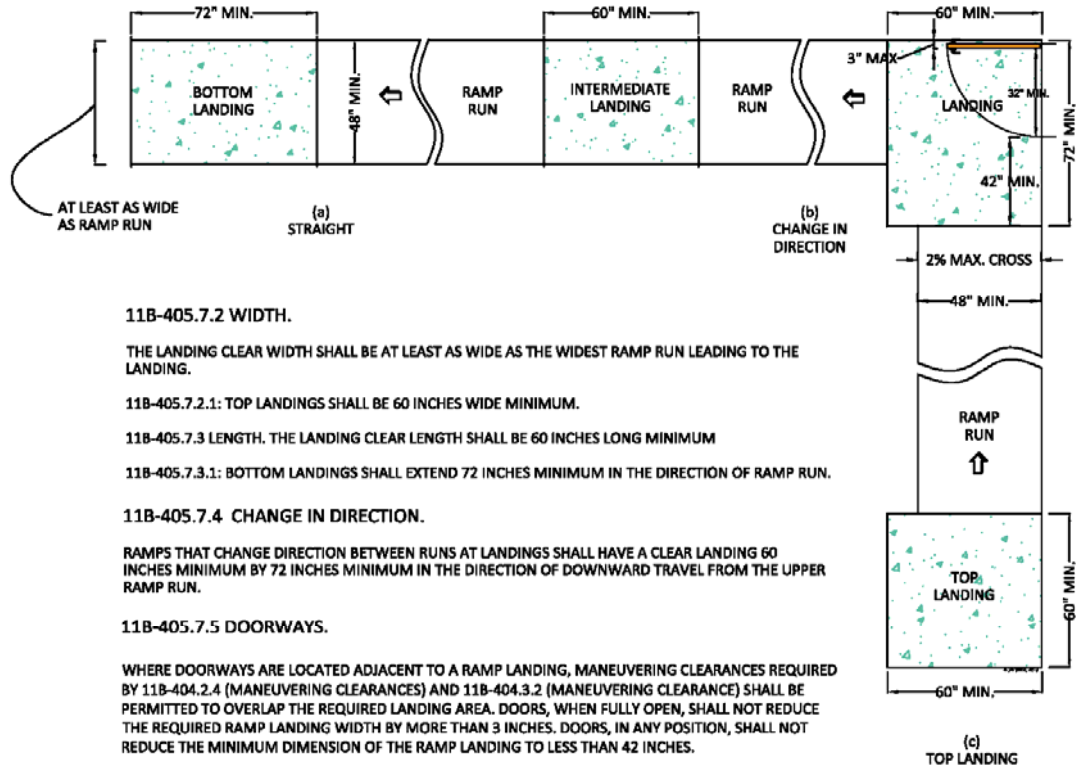 72" MIN.
60" MIN.
60" MIN.
3" MAX
BOTTOM
LANDING
48" MIN.
RAMP
RUN
INTERMEDIATE
LANDING
RAMP
RUN
LANDING
32" MIN.
72" MIN.
42" MIN.
AT LEAST AS WIDE
AS RAMP RUN
(a)
STRAIGHT
(b)
CHANGE IN
DIRECTION
2% MAX. CROSS
48" MIN.
11B-405.7.2 WIDTH.
THE LANDING CLEAR WIDTH SHALL BE AT LEAST AS WIDE AS THE WIDEST RAMP RUN LEADING TO THE
LANDING.
11B-405.7.2.1: TOP LANDINGS SHALL BE 60 INCHES WIDE MINIMUM.
11B-405.7.3 LENGTH. THE LANDING CLEAR LENGTH SHALL BE 60 INCHES LONG MINIMUM
11B-405.7.3.1: BOTTOM LANDINGS SHALL EXTEND 72 INCHES MINIMUM IN THE DIRECTION OF RAMP RUN.
11B-405.7.4 CHANGE IN DIRECTION.
RAMPS THAT CHANGE DIRECTION BETWEEN RUNS AT LANDINGS SHALL HAVE A CLEAR LANDING 60
INCHES MINIMUM BY 72 INCHES MINIMUM IN THE DIRECTION OF DOWNWARD TRAVEL FROM THE UPPER
RAMP RUN.
11B-405.7.5 DOORWAYS.
WHERE DOORWAYS ARE LOCATED ADJACENT TO A RAMP LANDING, MANEUVERING CLEARANCES REQUIRED
BY 11B-404.2.4 (MANEUVERING CLEARANCES) AND 11B-404.3.2 (MANEUVERING CLEARANCE) SHALL BE
PERMITTED TO OVERLAP THE REQUIRED LANDING AREA. DOORS, WHEN FULLY OPEN, SHALL NOT REDUCE
THE REQUIRED RAMP LANDING WIDTH BY MORE THAN 3 INCHES. DOORS, IN ANY POSITION, SHALL NOT
REDUCE THE MINIMUM DIMENSION OF THE RAMP LANDING TO LESS THAN 42 INCHES.
RAMP
RUN
TOP
LANDING
60" MIN.
60" MIN.
(c)
TOP LANDING